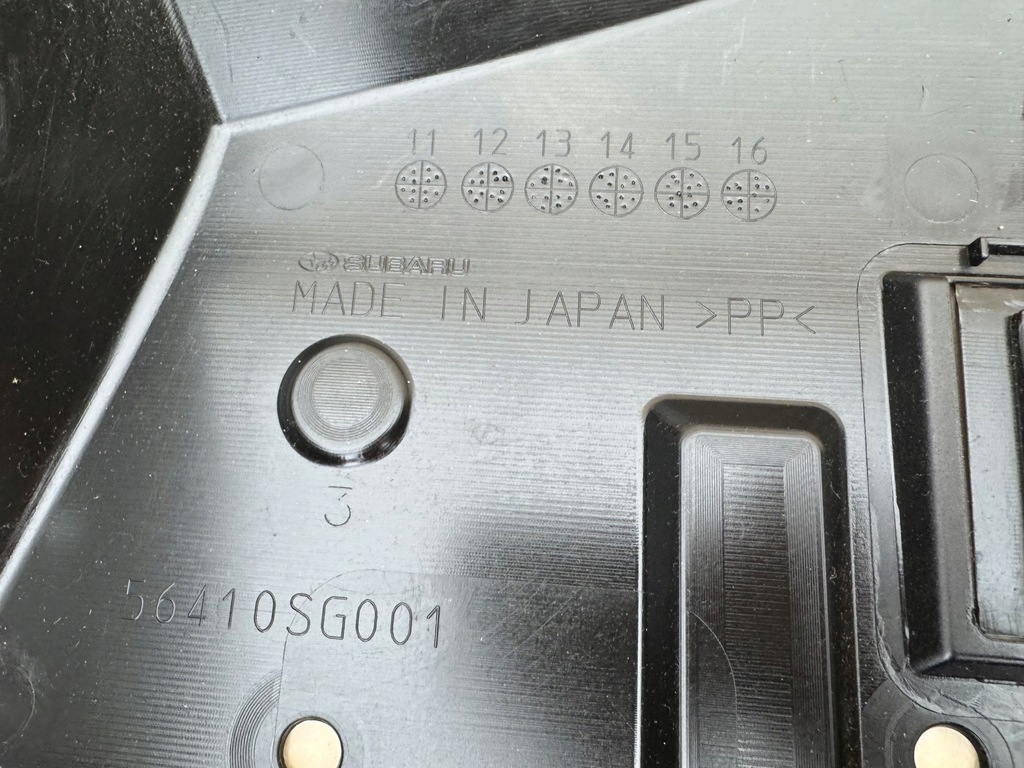 11 12 13 14 15 16
SUBARU
MADE IN JAPAN >PP<
3
56410SG001